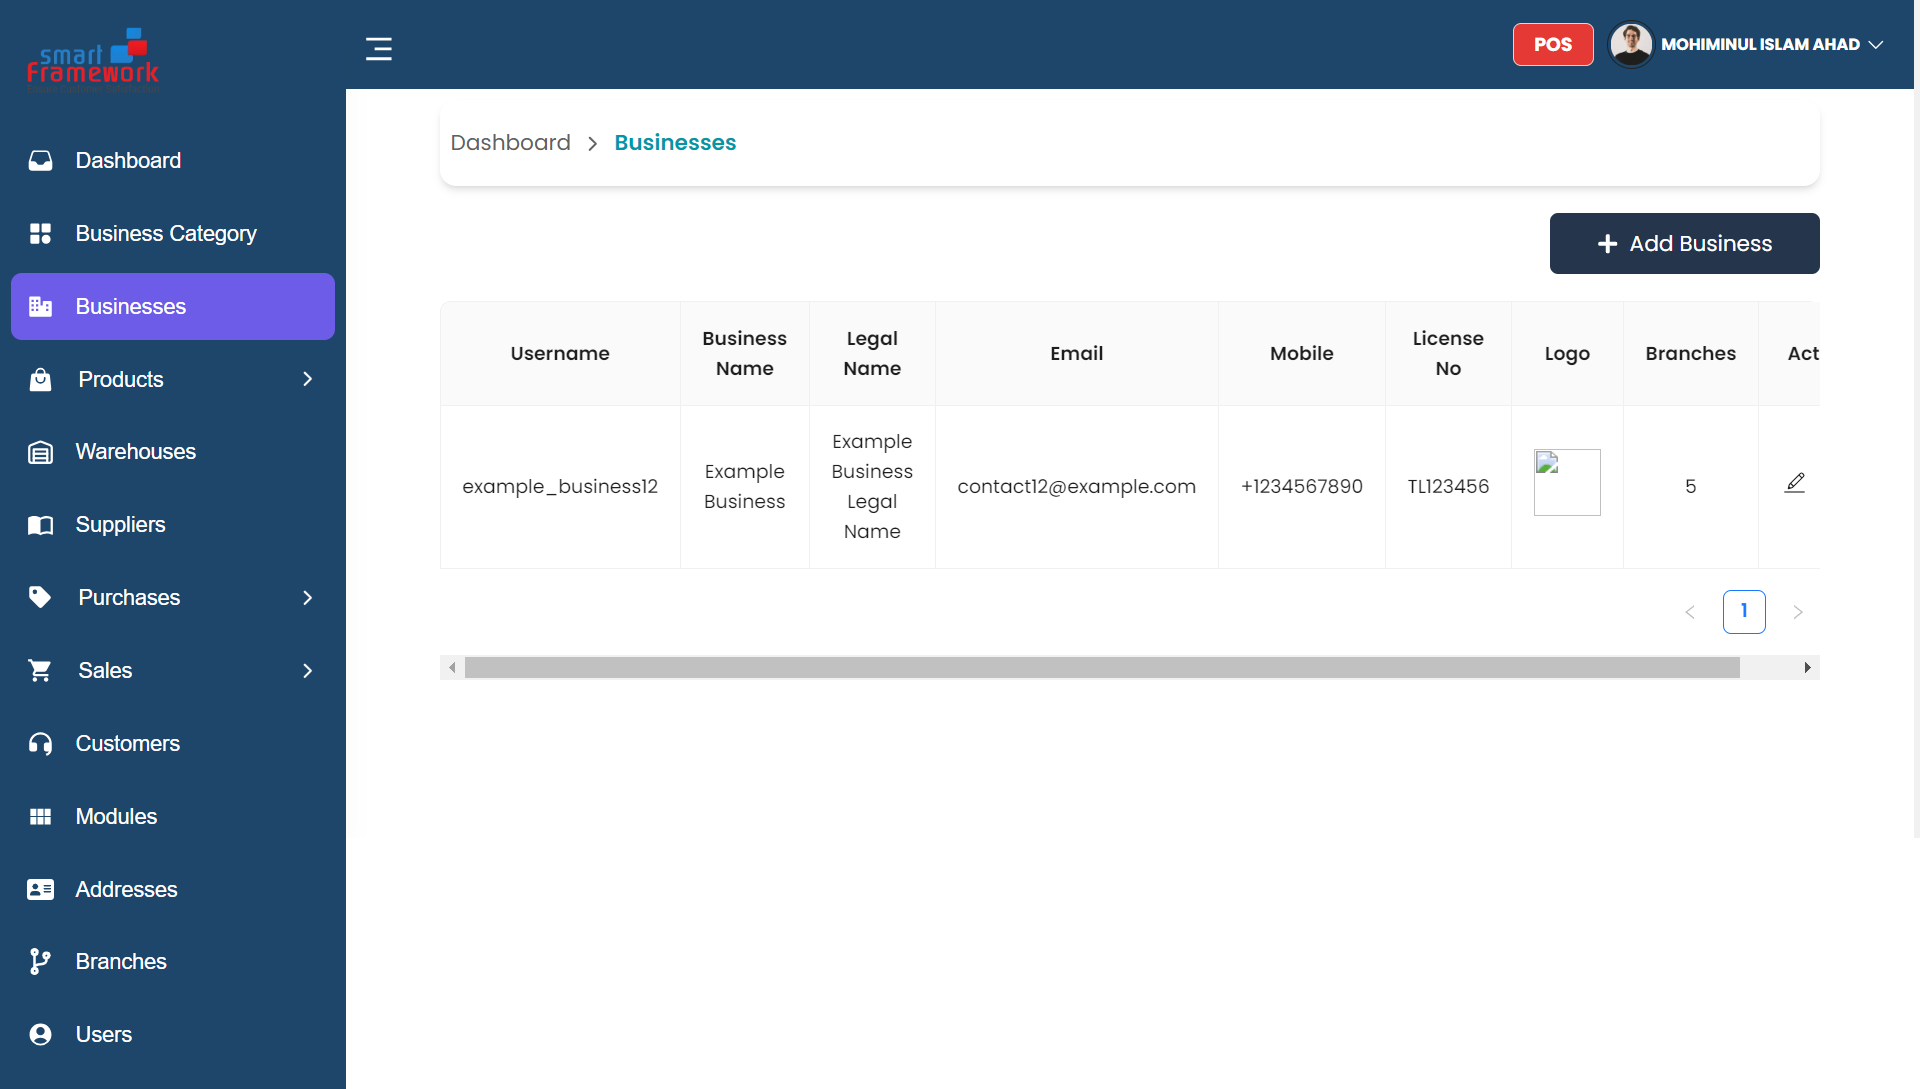 smart
Framework
POS
MOHIMINUL ISLAM AHAD
Dashboard
Business Category
Businesses
Products
Warehouses
Suppliers
Purchases
Sales
Customers
Modules
Addresses
Branches
Users
Dashboard > Businesses
+ Add Business
Username
Business
Name
Legal
Name
Email
Mobile
License
No
Logo
Branches
Act
example_business12
Example
Business
Example
Business
Legal
Name
contact12@example.com
+1234567890
TL123456
5
< 1 >